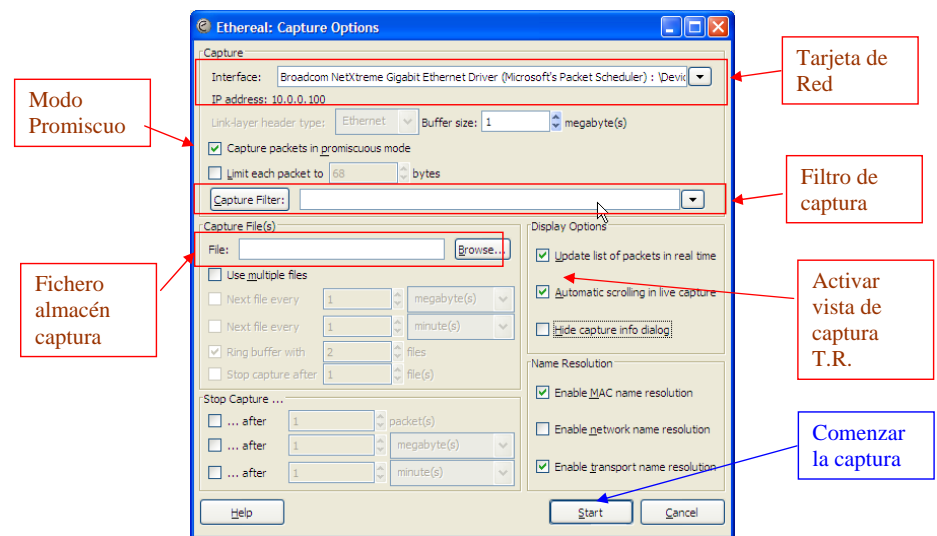 Ethereal: Capture Options
Capture
Interface: Broadcom NetXtreme Gigabit Ethernet Driver (Microsoft's Packet Scheduler) : \Devic
IP address: 10.0.0.100
Link-layer header type: Ethernet Buffer size: 1 megabyte(s)
Capture packets in promiscuous mode
Limit each packet to 68 bytes
Capture Filter:
Capture File(s)
File: Browse...
Use multiple files
Next file every 1 megabyte(s)
Next file every 1 minute(s)
Ring buffer with 2 files
Stop capture after 1 file(s)
Stop Capture ...
... after 1 packet(s)
... after 1 megabyte(s)
... after 1 minute(s)
Display Options
Update list of packets in real time
Automatic scrolling in live capture
Hide capture info dialog
Name Resolution
Enable MAC name resolution
Enable network name resolution
Enable transport name resolution
Help Start Cancel
Modo
Promiscuo
Fichero
almacén
captura
Tarjeta de
Red
Filtro de
captura
Activar
vista de
captura
T.R.
Comenzar
la captura